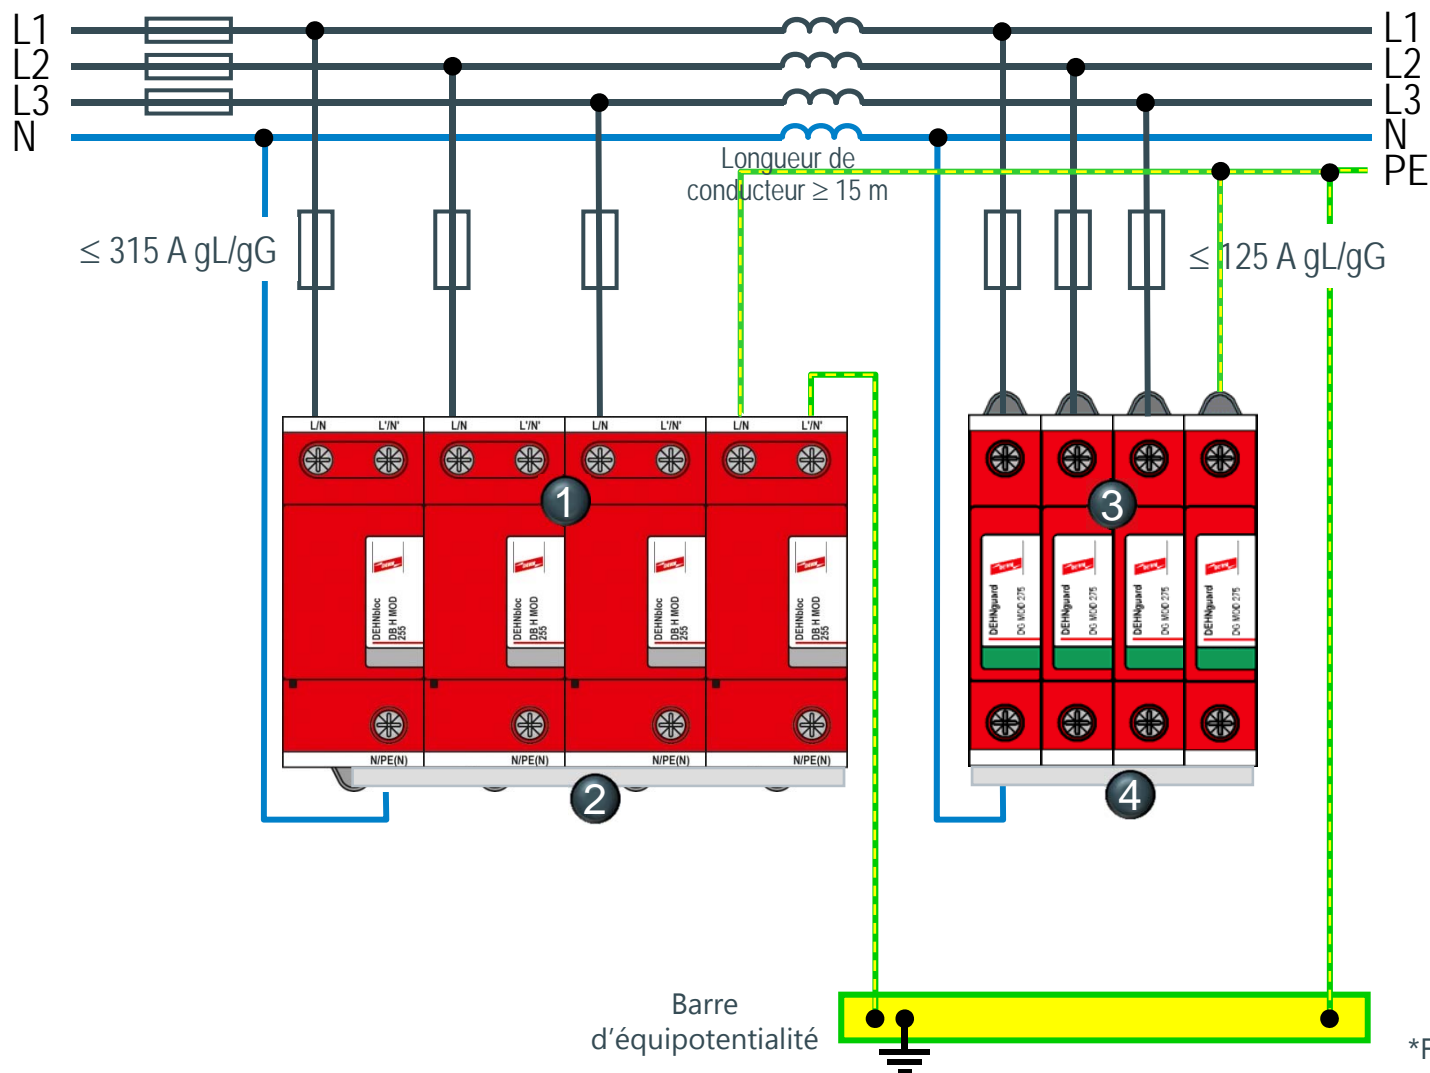 L1
L1
L2
L2
L3
L3
N
N
Longueur de
conducteur ≥ 15 m
PE
≤ 315 A gL/gG
≤ 125 A gL/gG
L/N
L'/N'
L/N
L'/N'
L/N
L'/N'
L/N
L'/N'
1
3
DEHNbloc
DB H MOD
255
DEHNbloc
DB H MOD
255
DEHNbloc
DB H MOD
255
DEHNbloc
DB H MOD
255
DEHNguard
DG MOD 275
DEHNguard
DG MOD 275
DEHNguard
DG MOD 275
DEHNguard
DG MOD 275
N/PE(N)
N/PE(N)
N/PE(N)
N/PE(N)
2
4
Barre
d'équipotentialité
*F